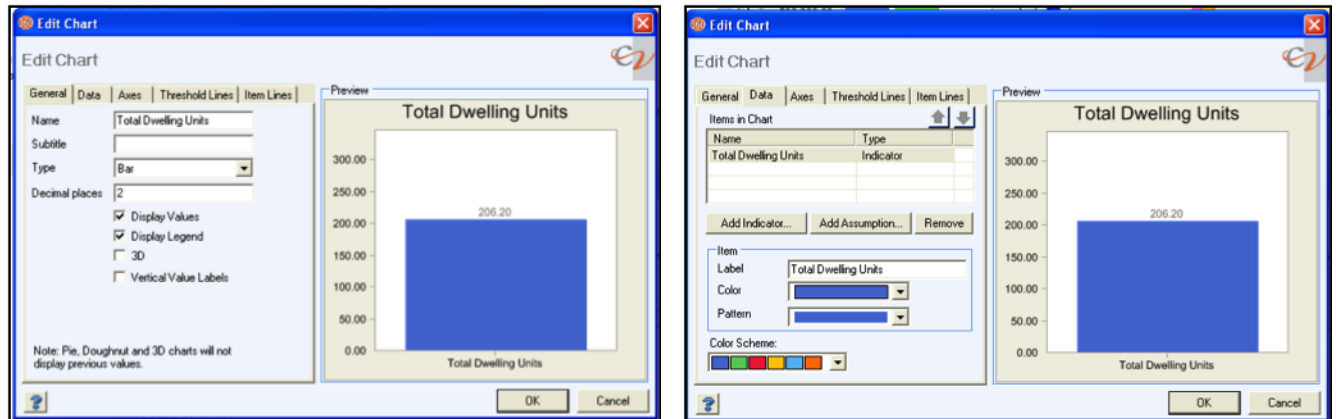 Edit Chart
Edit Chart
General Data Axes Threshold Lines Item Lines
Name Total Dwelling Units
Subtitle
Type Bar
Decimal places 2
Display Values
Display Legend
3D
Vertical Value Labels
Note: Pie, Doughnut and 3D charts will not
display previous values.
Preview
Total Dwelling Units
300.00
250.00
206.20
200.00
150.00
100.00
50.00
0.00
Total Dwelling Units
?
OK Cancel
Edit Chart
Edit Chart
CV
General Data Axes Threshold Lines Item Lines
Items in Chart
Name Type
Total Dwelling Units Indicator
Add Indicator... Add Assumption... Remove
Item
Label Total Dwelling Units
Color
Pattern
Color Scheme:
Preview
Total Dwelling Units
300.00
250.00
206.20
200.00
150.00
100.00
50.00
0.00
Total Dwelling Units
?
OK Cancel